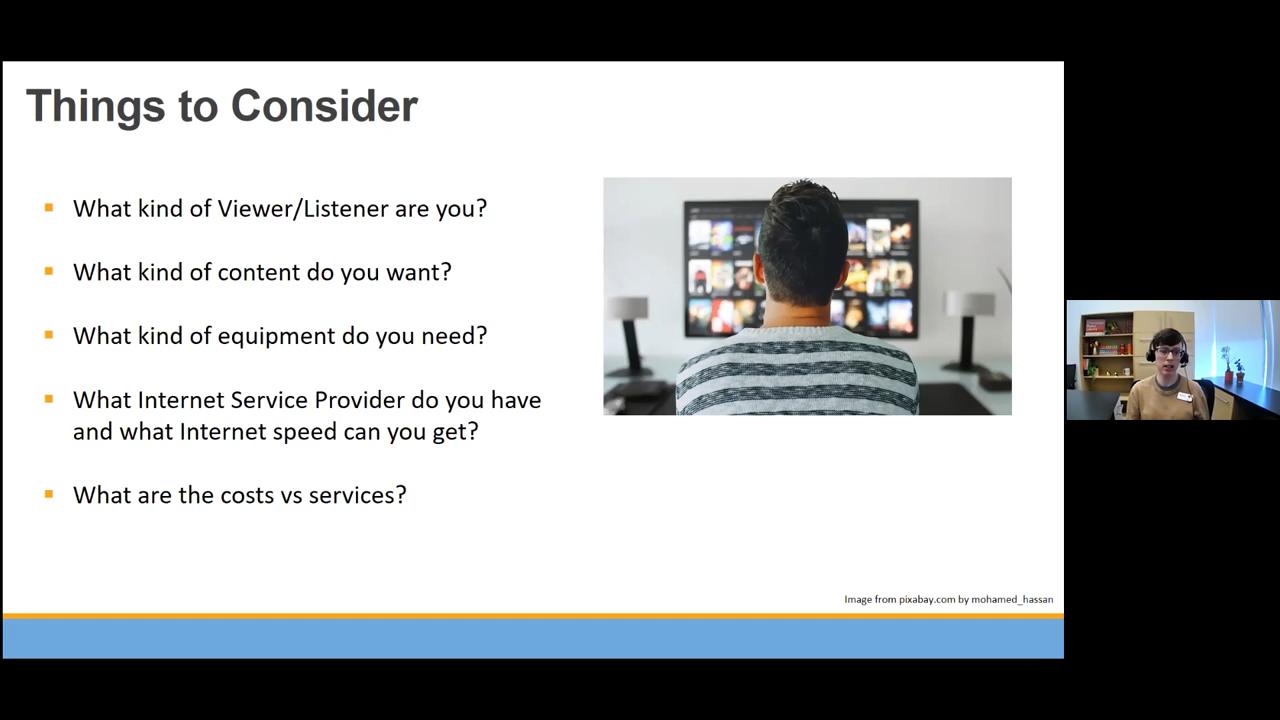 Things to Consider
What kind of Viewer/Listener are you?
What kind of content do you want?
What kind of equipment do you need?
What Internet Service Provider do you have
and what Internet speed can you get?
What are the costs vs services?
Image from pixabay.com by mohamed_hassan